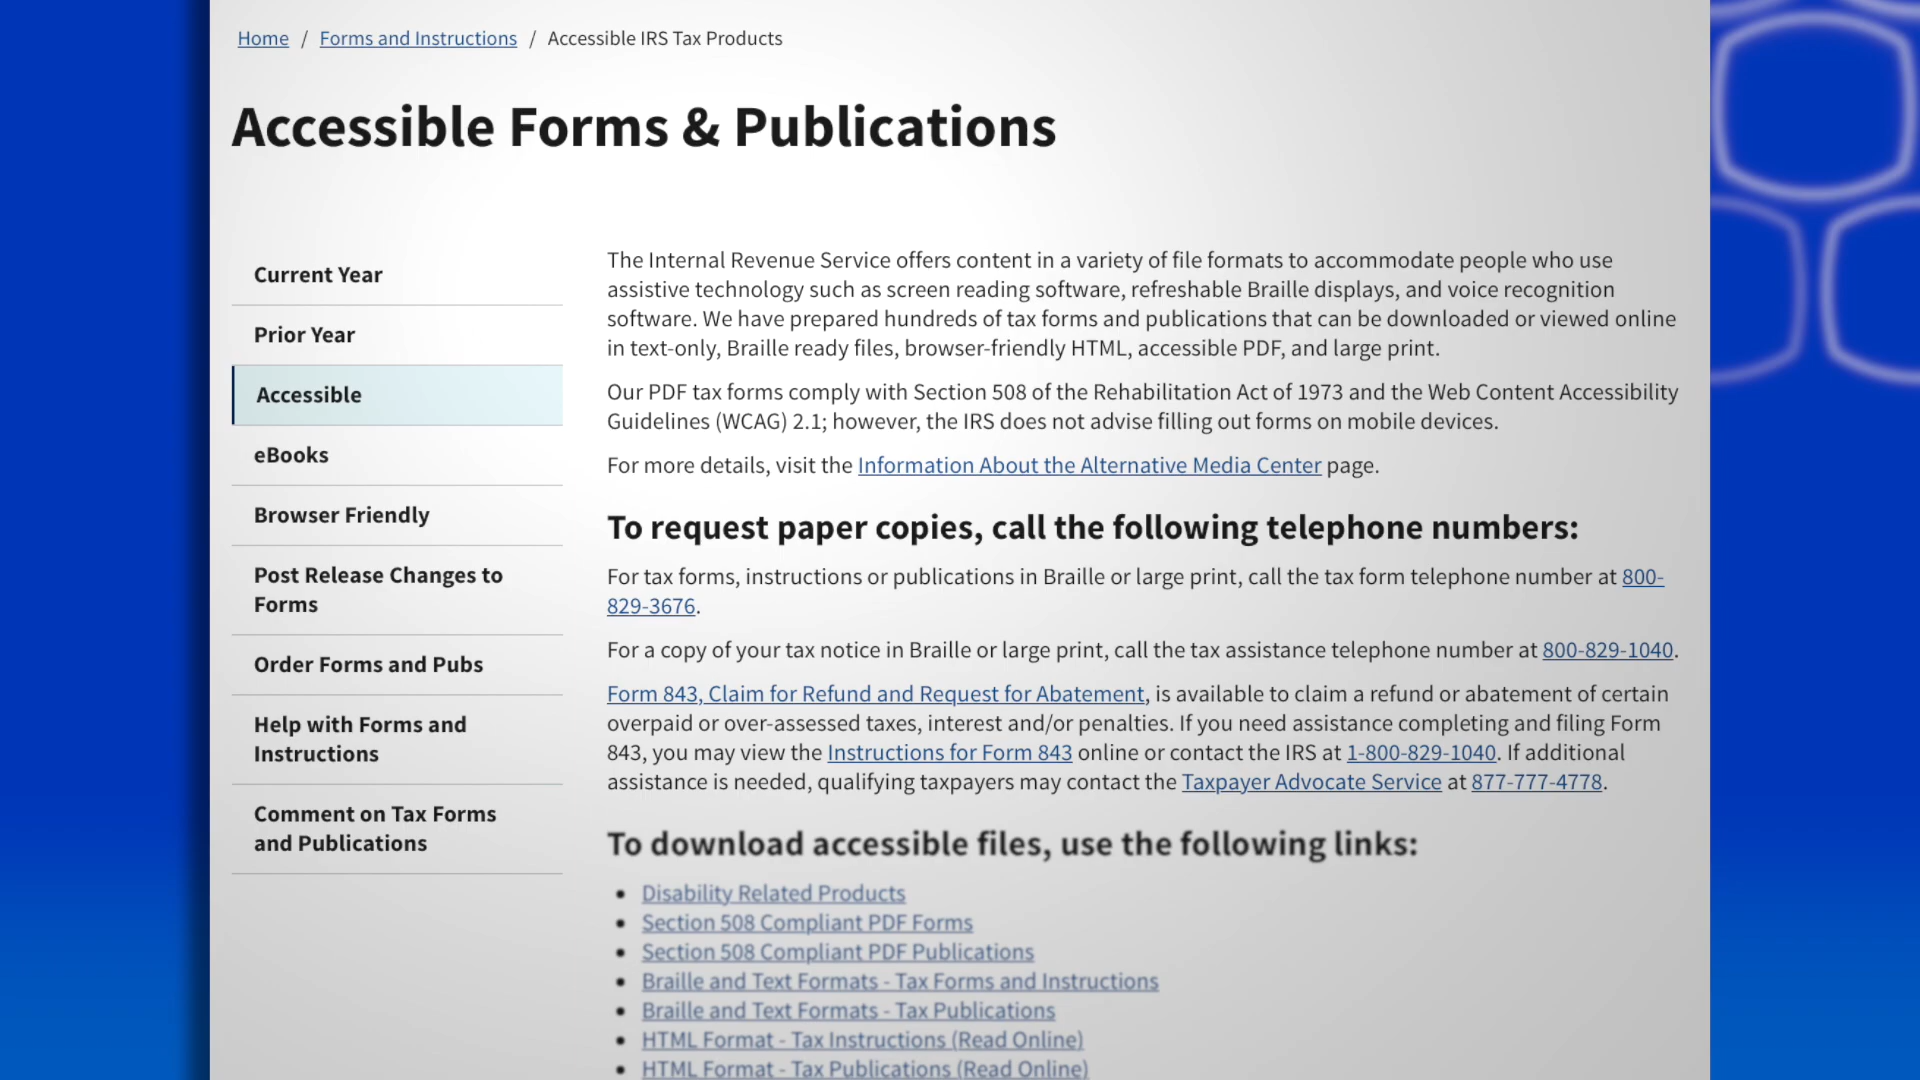 Home / Forms and Instructions / Accessible IRS Tax Products
Accessible Forms & Publications
Current Year
Prior Year
Accessible
eBooks
Browser Friendly
Post Release Changes to
Forms
Order Forms and Pubs
Help with Forms and
Instructions
Comment on Tax Forms
and Publications
The Internal Revenue Service offers content in a variety of file formats to accommodate people who use
assistive technology such as screen reading software, refreshable Braille displays, and voice recognition
software. We have prepared hundreds of tax forms and publications that can be downloaded or viewed online
in text-only, Braille ready files, browser-friendly HTML, accessible PDF, and large print.
Our PDF tax forms comply with Section 508 of the Rehabilitation Act of 1973 and the Web Content Accessibility
Guidelines (WCAG) 2.1; however, the IRS does not advise filling out forms on mobile devices.
For more details, visit the Information About the Alternative Media Center page.
To request paper copies, call the following telephone numbers:
For tax forms, instructions or publications in Braille or large print, call the tax form telephone number at 800-
829-3676.
For a copy of your tax notice in Braille or large print, call the tax assistance telephone number at 800-829-1040.
Form 843, Claim for Refund and Request for Abatement, is available to claim a refund or abatement of certain
overpaid or over-assessed taxes, interest and/or penalties. If you need assistance completing and filing Form
843, you may view the Instructions for Form 843 online or contact the IRS at 1-800-829-1040. If additional
assistance is needed, qualifying taxpayers may contact the Taxpayer Advocate Service at 877-777-4778.
To download accessible files, use the following links:
• Disability Related Products
• Section 508 Compliant PDF Forms
• Section 508 Compliant PDF Publications
• Braille and Text Formats - Tax Forms and Instructions
• Braille and Text Formats - Tax Publications
• HTML Format - Tax Instructions (Read Online)
• HTML Format - Tax Publications (Read Online)